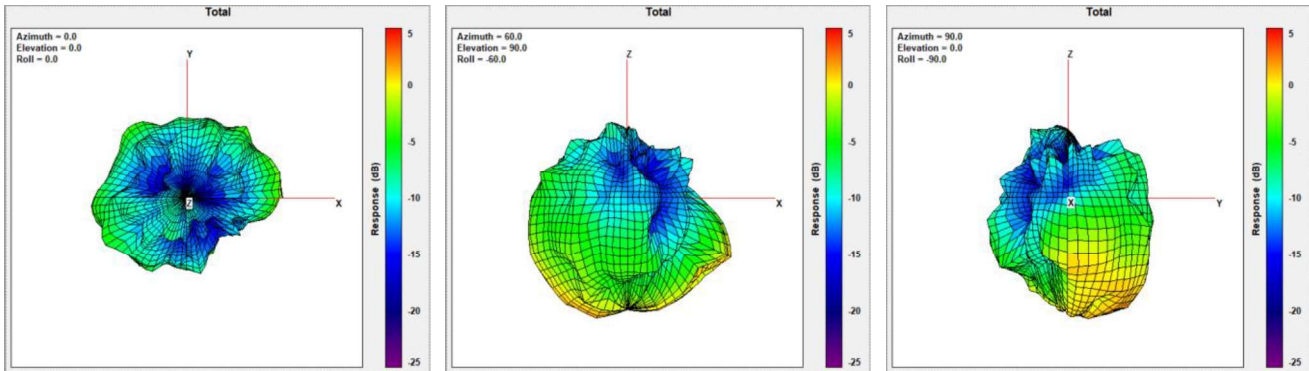 Total
Azimuth = 0.0
Elevation = 0.0
Roll = 0.0
Y
Z
X
5
0
-5
-10
-15
-20
-25
Response (dB)
Total
Azimuth = 60.0
Elevation = 90.0
Roll = -60.0
Z
X
5
0
-5
-10
-15
-20
-25
Response (dB)
Total
Azimuth = 90.0
Elevation = 0.0
Roll = -90.0
Z
X
Y
5
0
-5
-10
-15
-20
-25
Response (dB)